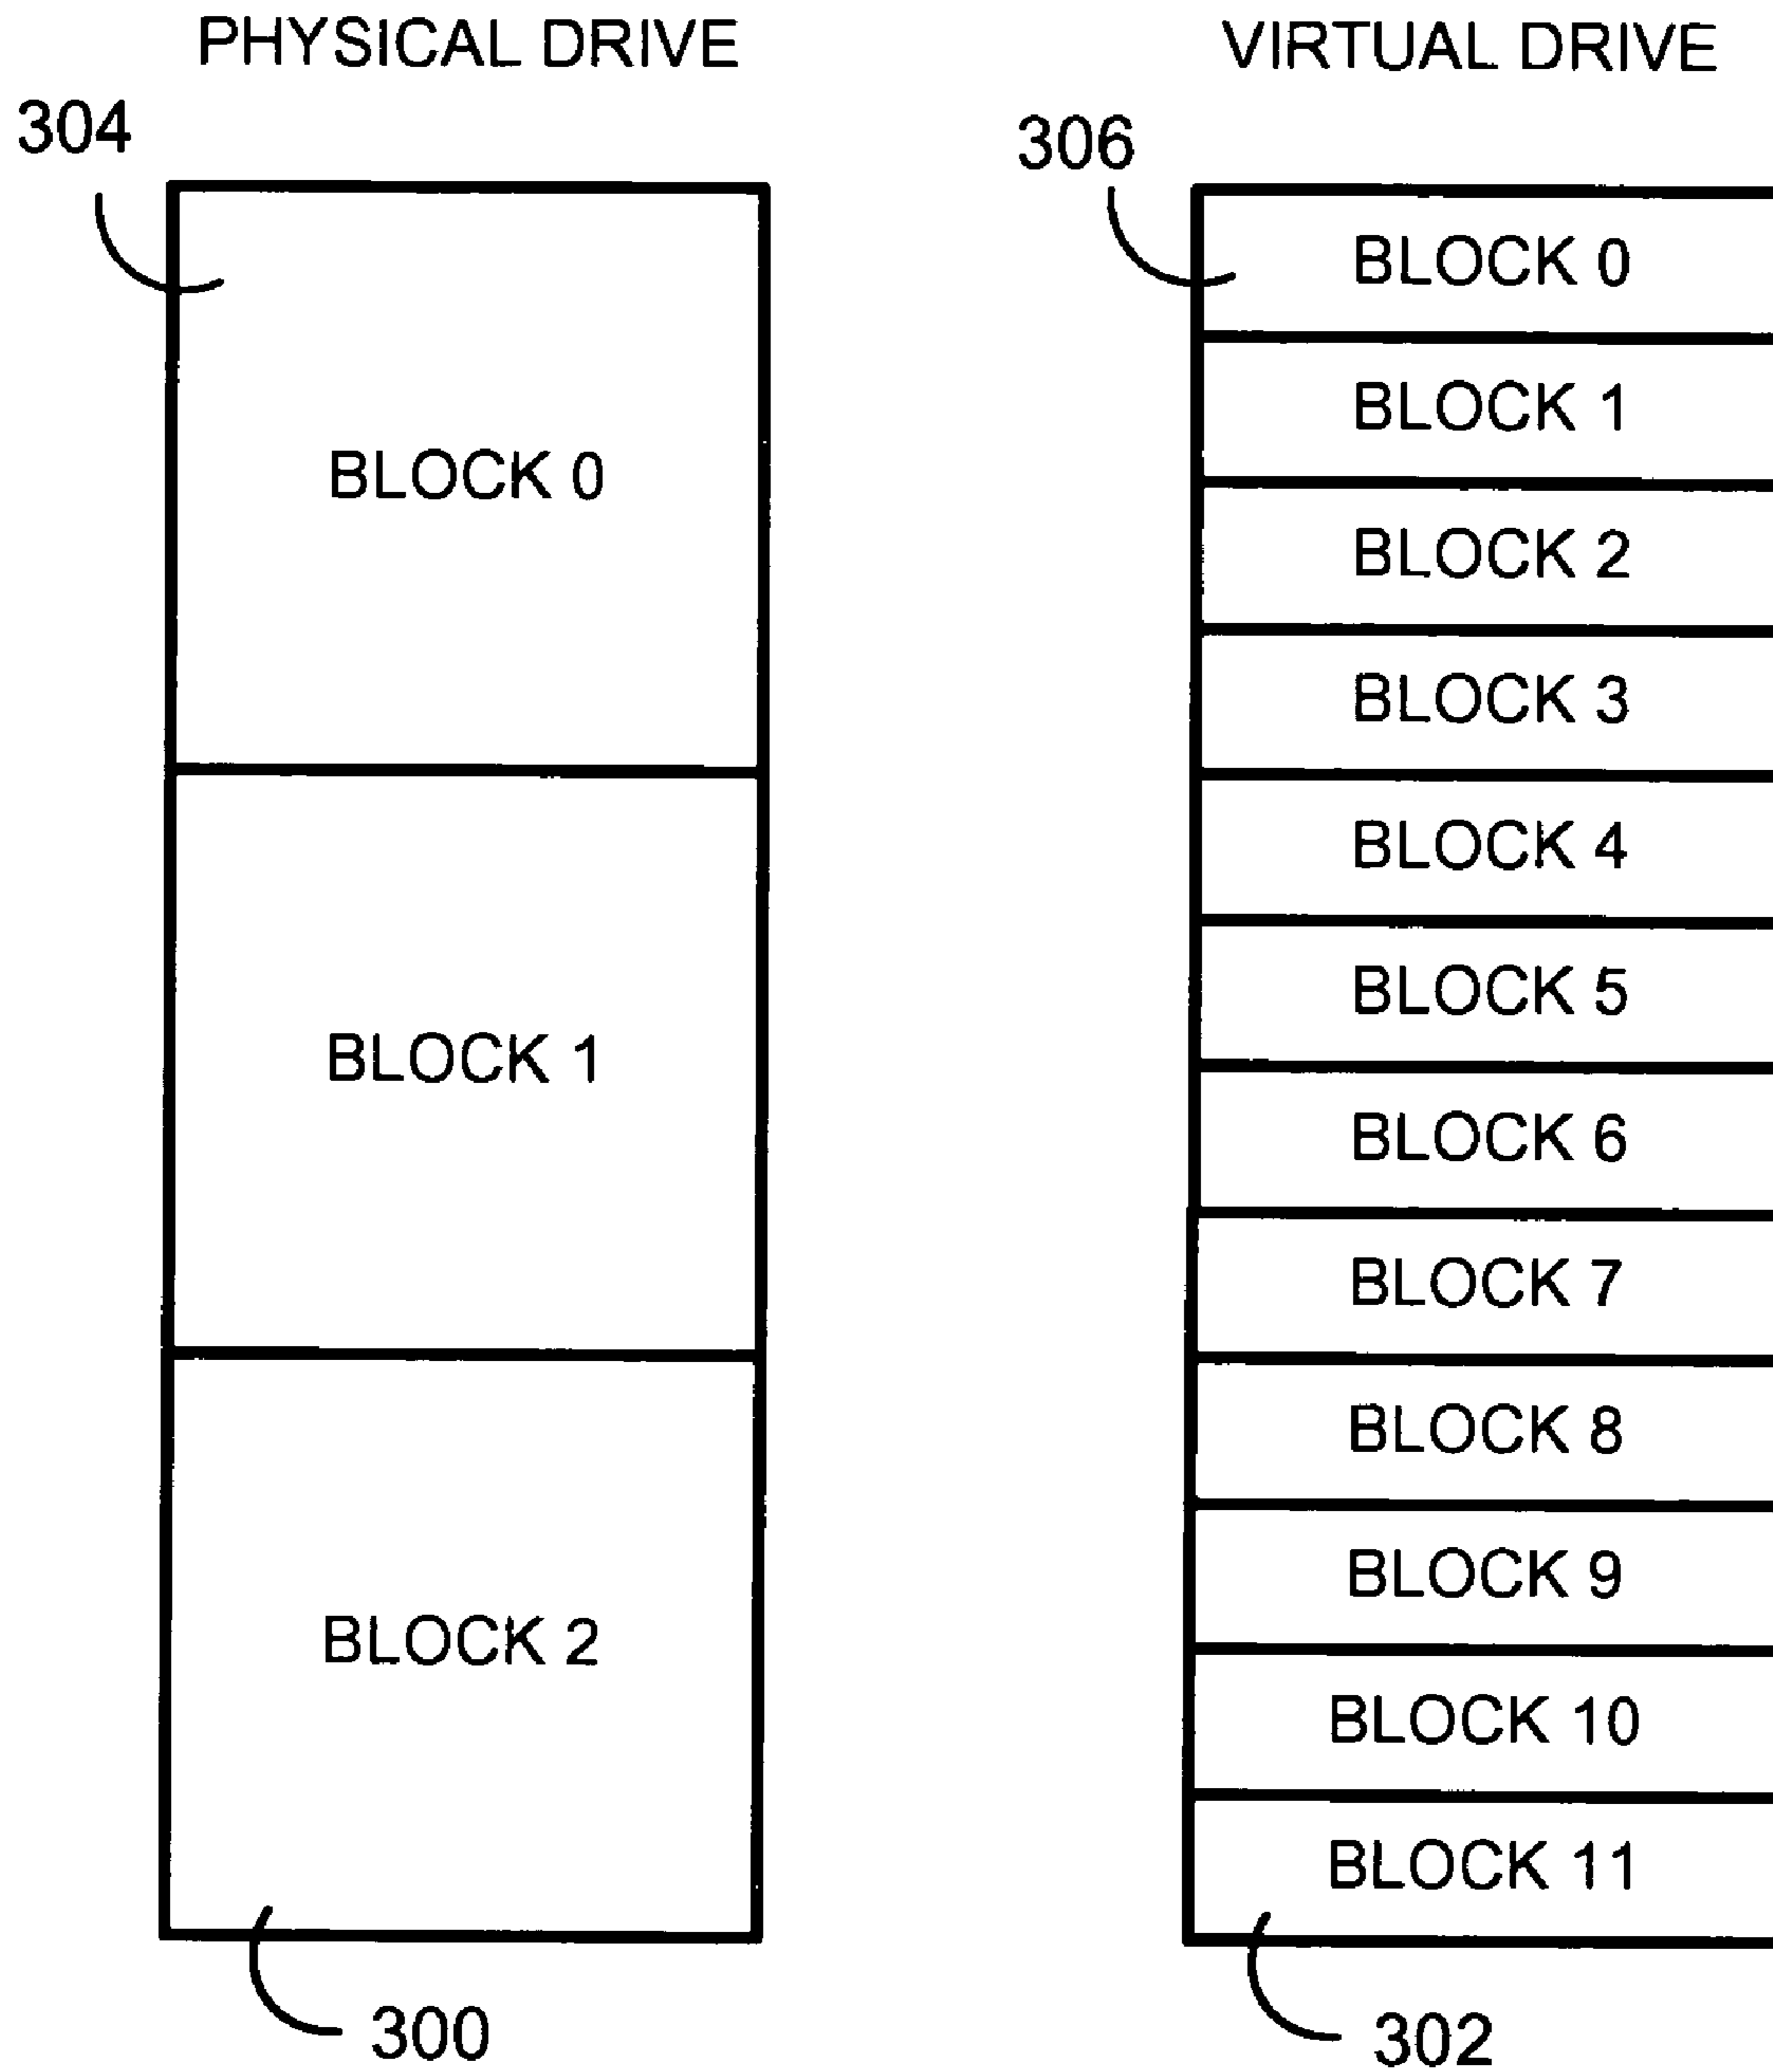 PHYSICAL DRIVE
304
BLOCK 0
BLOCK 1
BLOCK 2
300
VIRTUAL DRIVE
306
BLOCK 0
BLOCK 1
BLOCK 2
BLOCK 3
BLOCK 4
BLOCK 5
BLOCK 6
BLOCK 7
BLOCK 8
BLOCK 9
BLOCK 10
BLOCK 11
302